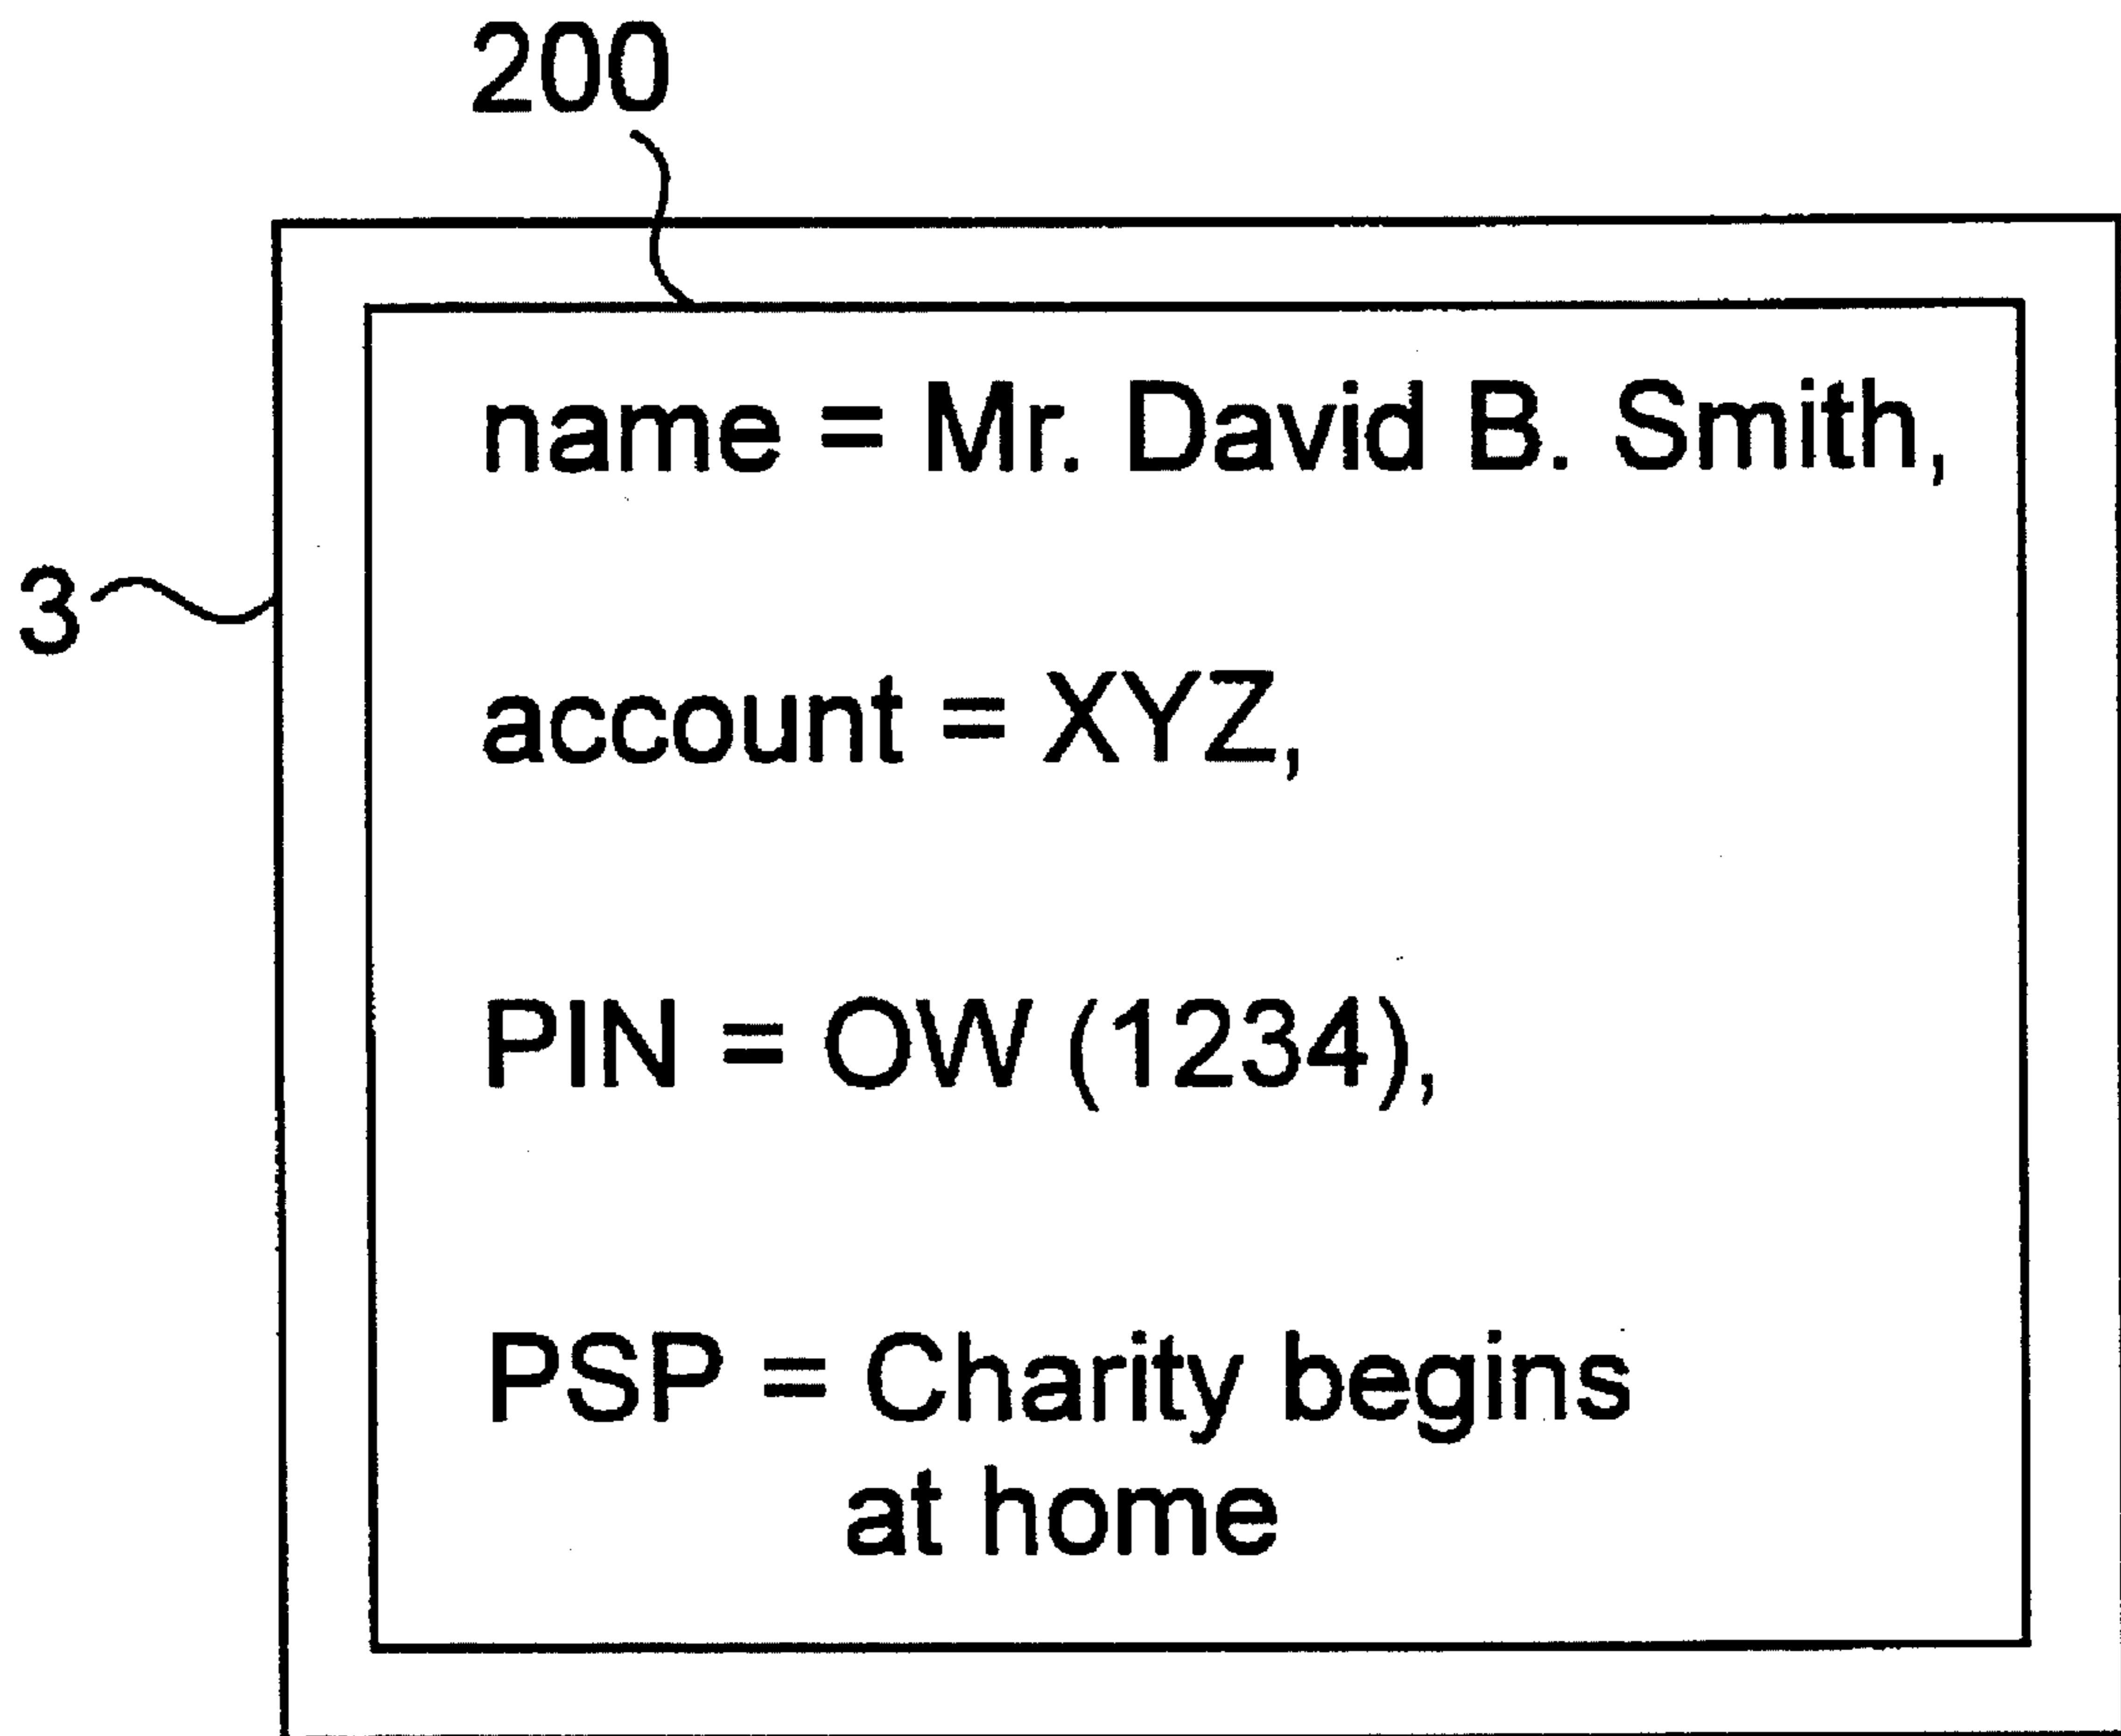 200
name = Mr. David B. Smith,
3
account = XYZ,
PIN = OW (1234),
PSP = Charity begins
at home